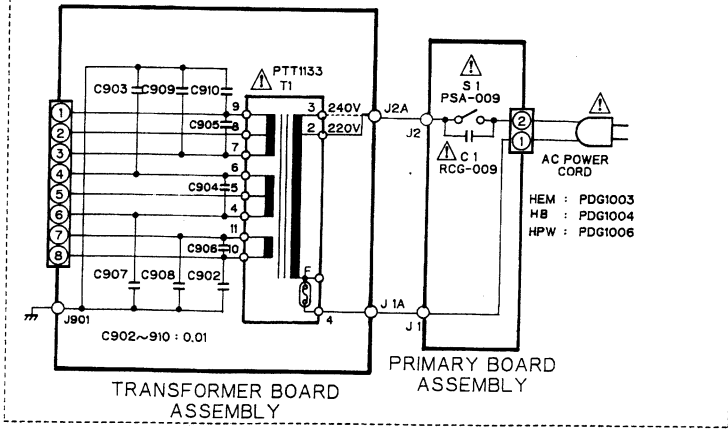 C903 C909 C910
PTT1133
T1
C905
C904
C906
C907 C908 C902
9
8
7
6
5
4
11
10
3 240V
2 220V
F
4
1
2
3
4
5
6
7
8
J901
C902~910 : 0.01
J2A
J2
J1A
J1
S1
PSA-009
C1
RCG-009
2
1
AC POWER
CORD
HEM : PDG1003
HB : PDG1004
HPW : PDG1006
TRANSFORMER BOARD
ASSEMBLY
PRIMARY BOARD
ASSEMBLY